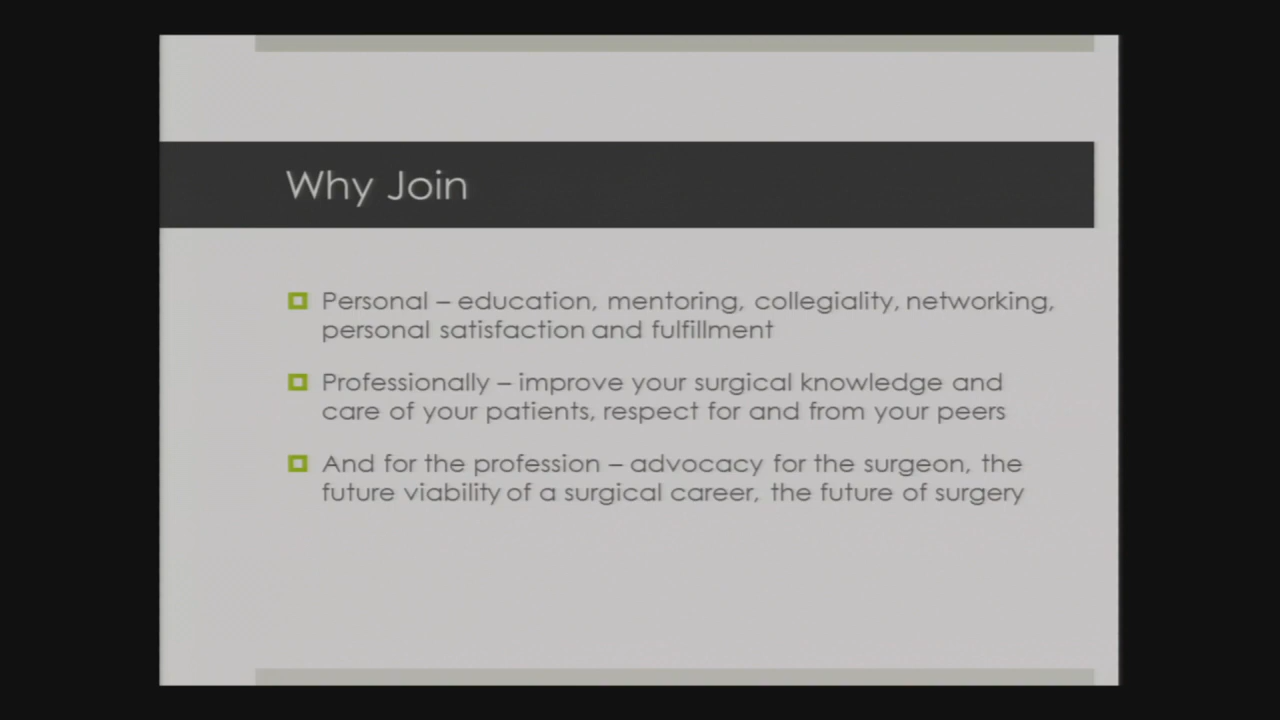 Why Join
Personal – education, mentoring, collegiality, networking,
personal satisfaction and fulfillment
Professionally – improve your surgical knowledge and
care of your patients, respect for and from your peers
And for the profession – advocacy for the surgeon, the
future viability of a surgical career, the future of surgery